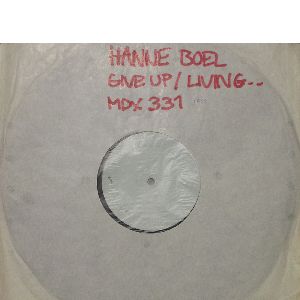 HANNE BOEL
GIVE UP / LIVING--
MDX 331